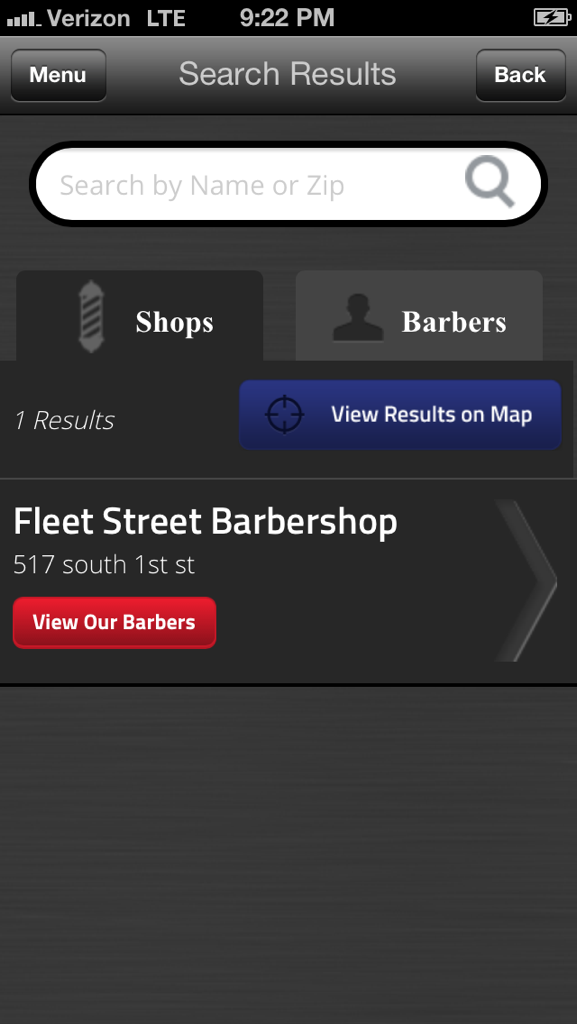 Verizon LTE 9:22 PM
Menu Search Results Back
Search by Name or Zip
Shops Barbers
1 Results View Results on Map
Fleet Street Barbershop
517 south 1st st
View Our Barbers